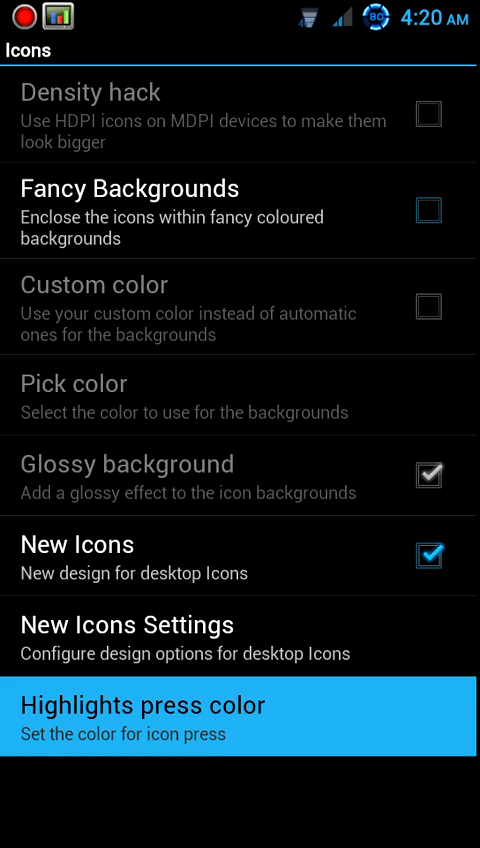 80 4:20 AM
Icons
Density hack
Use HDPI icons on MDPI devices to make them
look bigger
Fancy Backgrounds
Enclose the icons within fancy coloured
backgrounds
Custom color
Use your custom color instead of automatic
ones for the backgrounds
Pick color
Select the color to use for the backgrounds
Glossy background
Add a glossy effect to the icon backgrounds
New Icons
New design for desktop Icons
New Icons Settings
Configure design options for desktop Icons
Highlights press color
Set the color for icon press